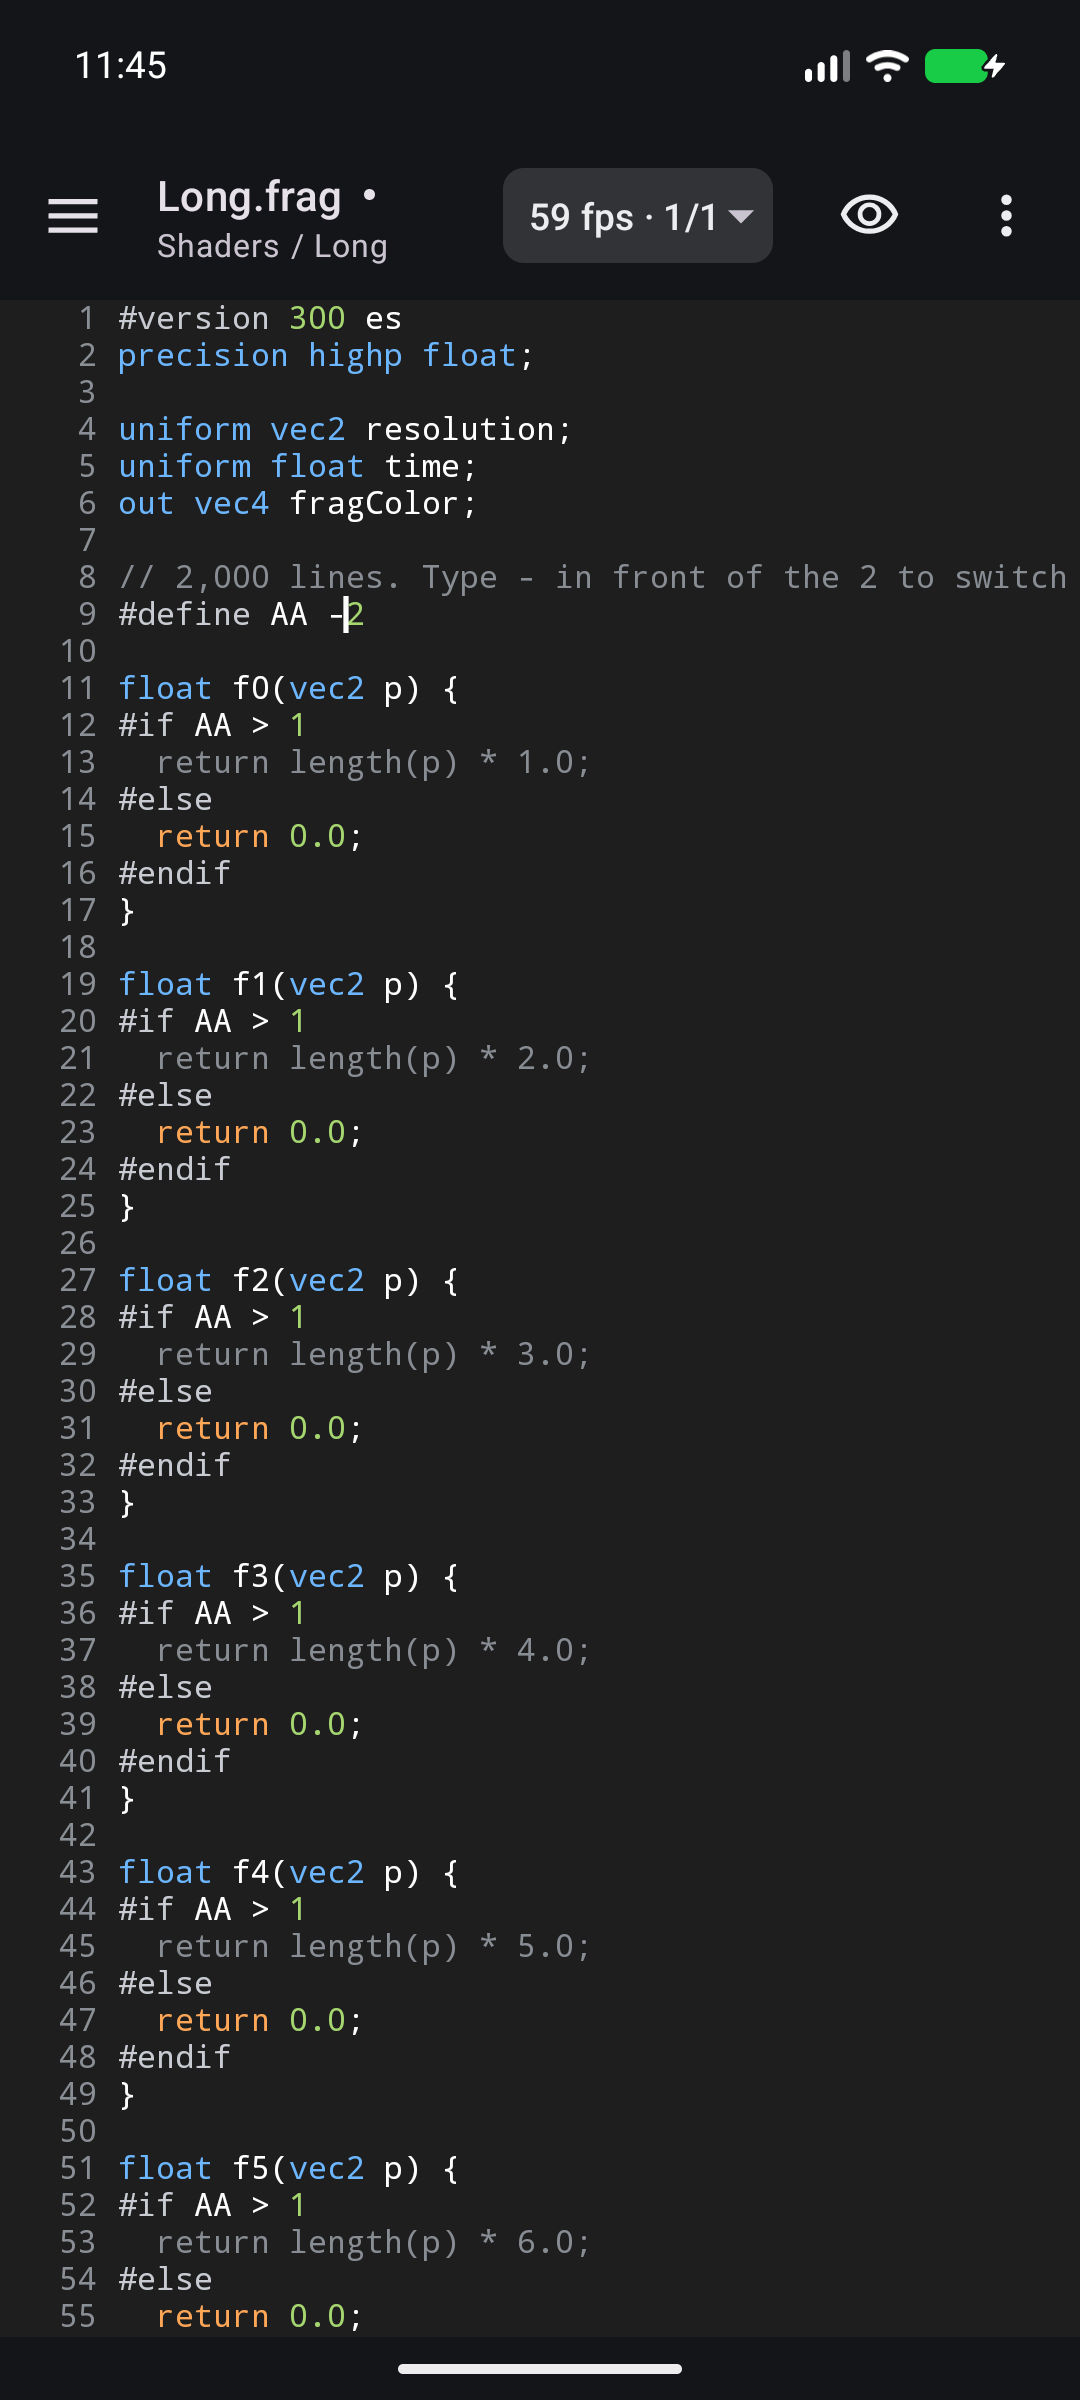 11:45
Long.frag •
Shaders / Long
59 fps · 1/1
1 #version 300 es
2 precision highp float;
3
4 uniform vec2 resolution;
5 uniform float time;
6 out vec4 fragColor;
7
8 // 2,000 lines. Type - in front of the 2 to switch
9 #define AA -2
10
11 float f0(vec2 p) {
12 #if AA > 1
13   return length(p) * 1.0;
14 #else
15   return 0.0;
16 #endif
17 }
18
19 float f1(vec2 p) {
20 #if AA > 1
21   return length(p) * 2.0;
22 #else
23   return 0.0;
24 #endif
25 }
26
27 float f2(vec2 p) {
28 #if AA > 1
29   return length(p) * 3.0;
30 #else
31   return 0.0;
32 #endif
33 }
34
35 float f3(vec2 p) {
36 #if AA > 1
37   return length(p) * 4.0;
38 #else
39   return 0.0;
40 #endif
41 }
42
43 float f4(vec2 p) {
44 #if AA > 1
45   return length(p) * 5.0;
46 #else
47   return 0.0;
48 #endif
49 }
50
51 float f5(vec2 p) {
52 #if AA > 1
53   return length(p) * 6.0;
54 #else
55   return 0.0;